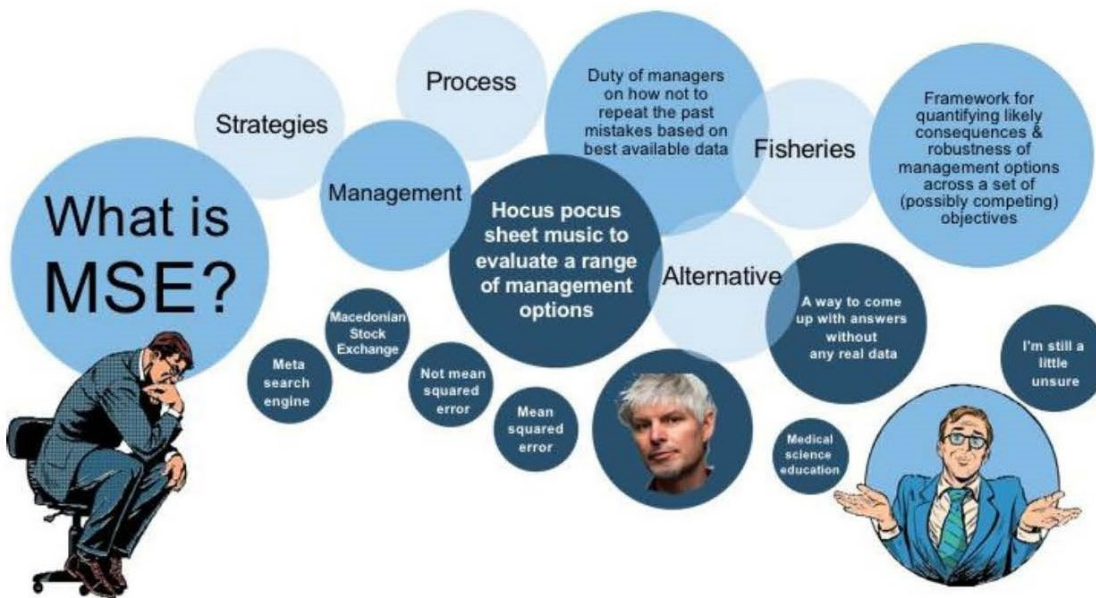 What is
MSE?
Strategies
Process
Management
Duty of managers
on how not to
repeat the past
mistakes based on
best available data
Fisheries
Framework for
quantifying likely
consequences &
robustness of
management options
across a set of
(possibly competing)
objectives
Hocus pocus
sheet music to
evaluate a range
of management
options
Alternative
Macedonian
Stock
Exchange
Meta
search
engine
Not mean
squared
error
Mean
squared
error
A way to come
up with answers
without
any real data
Medical
science
education
I'm still a
little
unsure